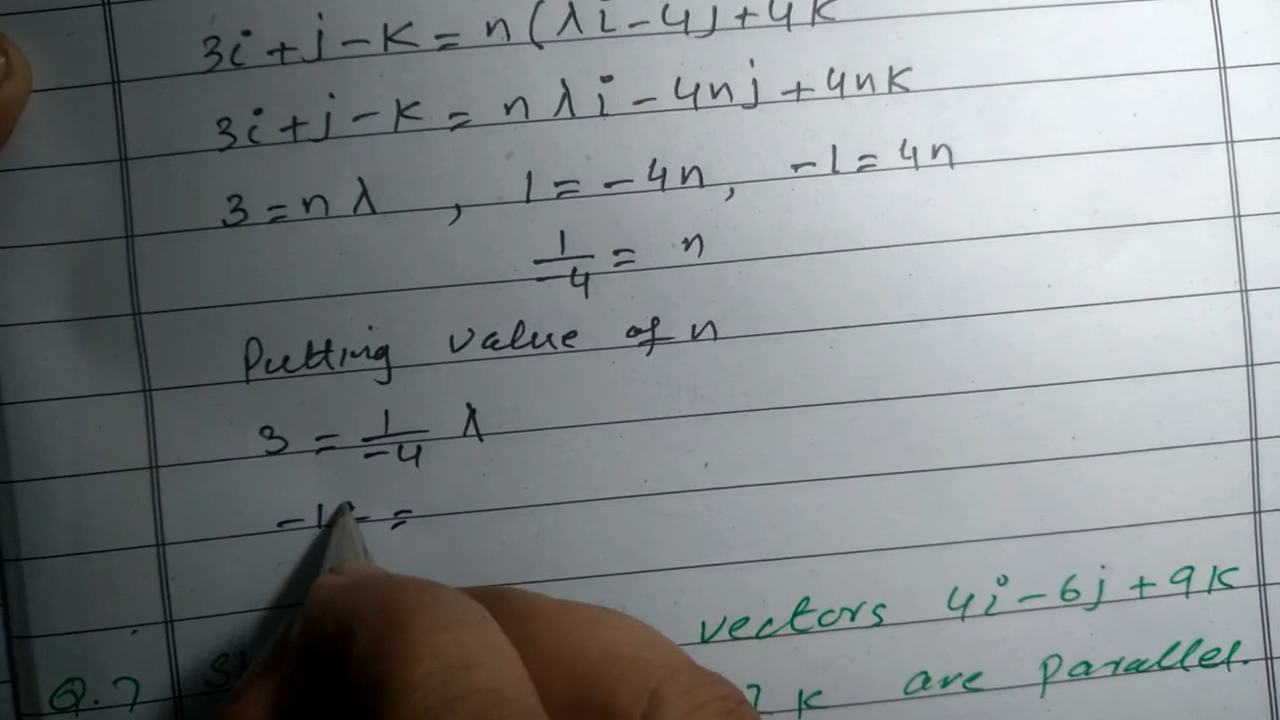 3i + j - k = n(λi - 4j + 4k
3i + j - k = nλi - 4nj + 4nk
3 = nλ , 1 = -4n, -1 = 4n
1/-4 = n
Putting value of n
3 = 1/-4 λ
=
vectors 4i - 6j + 9k
Q.7 k are parallel.